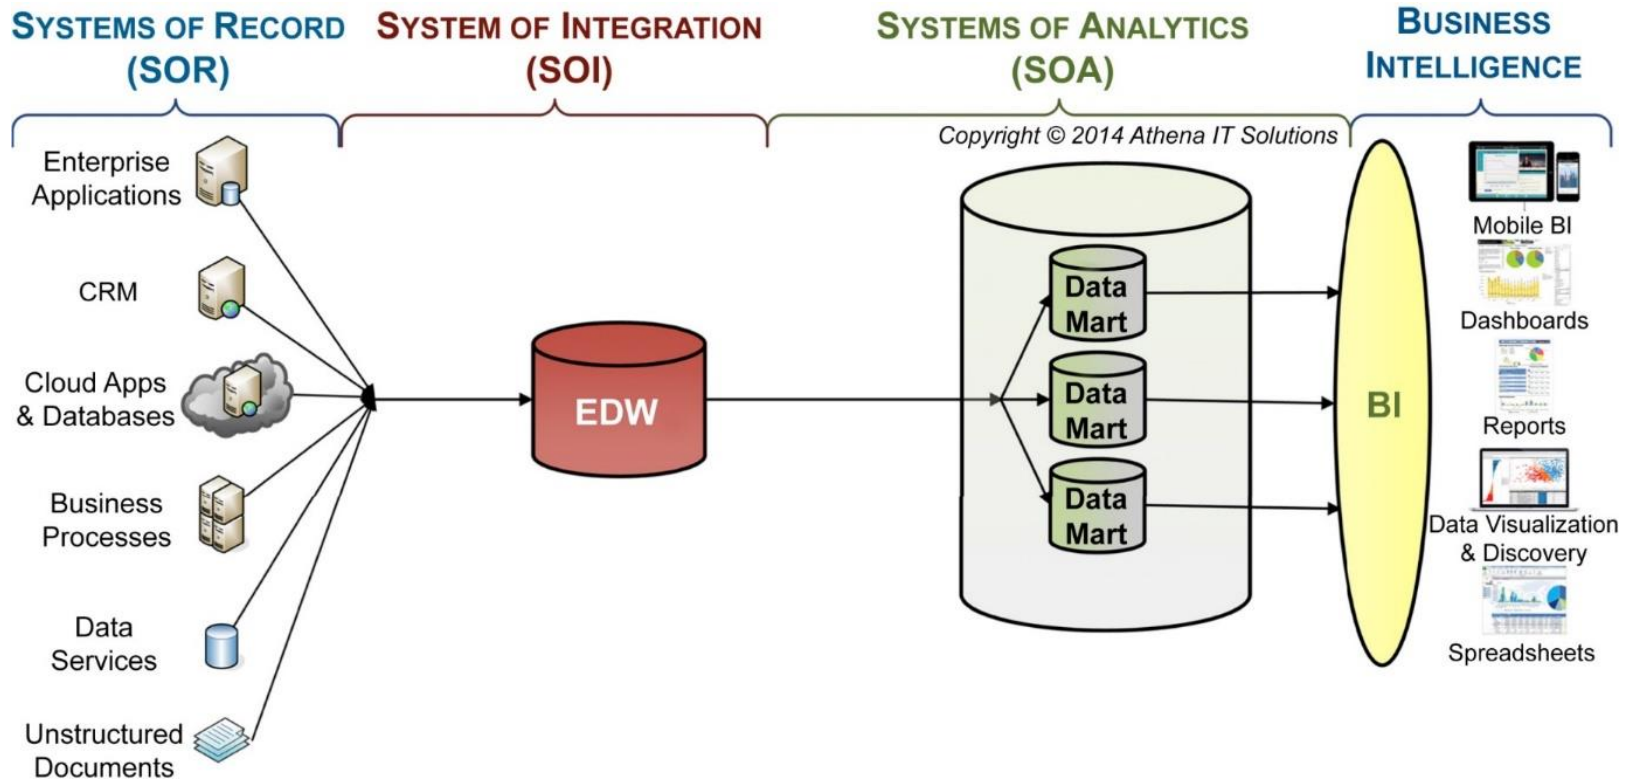 SYSTEMS OF RECORD
(SOR)
SYSTEM OF INTEGRATION
(SOI)
SYSTEMS OF ANALYTICS
(SOA)
BUSINESS
INTELLIGENCE
Copyright © 2014 Athena IT Solutions
Enterprise
Applications
CRM
Cloud Apps
& Databases
Business
Processes
Data
Services
Unstructured
Documents
EDW
Data
Mart
Data
Mart
Data
Mart
BI
Mobile BI
Dashboards
Reports
Data Visualization
& Discovery
Spreadsheets